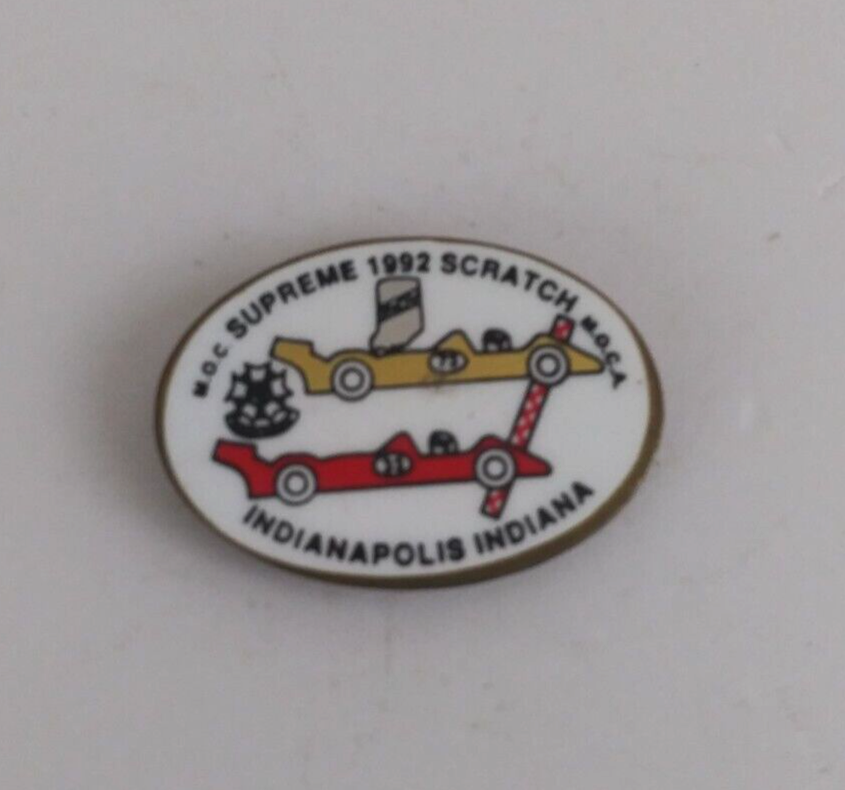 M.O.C. SUPREME 1992 SCRATCH M.O.C.A.
INDIANAPOLIS INDIANA